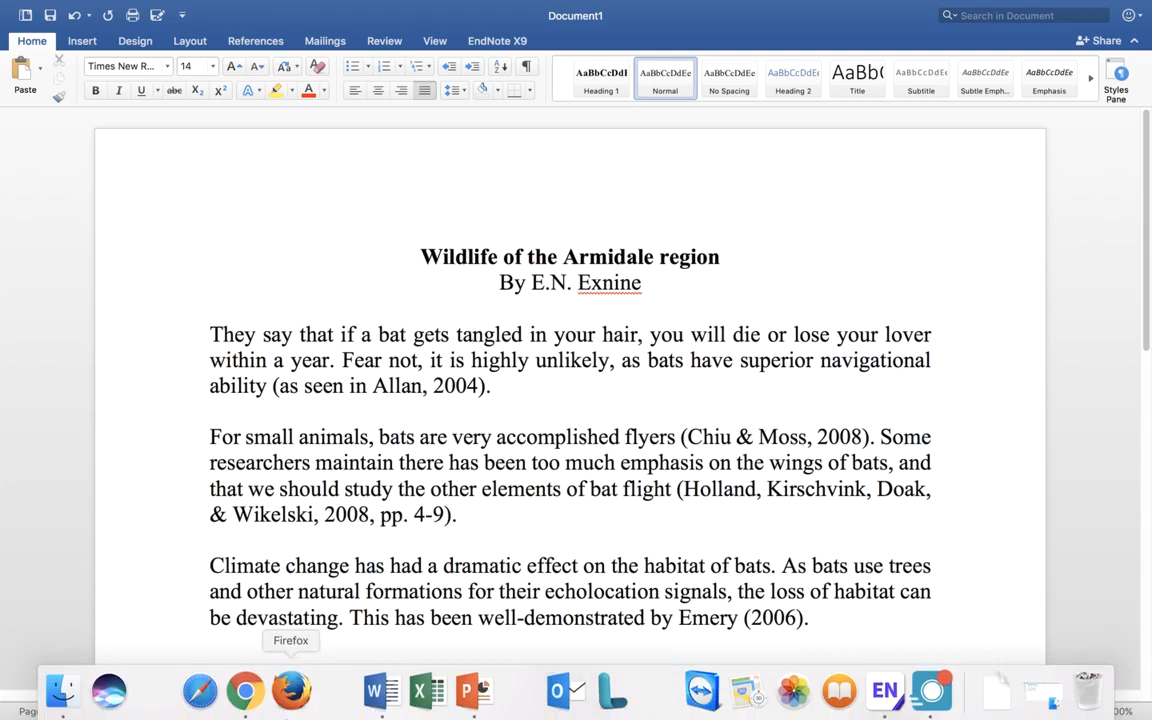 Document1
Search in Document
Home Insert Design Layout References Mailings Review View EndNote X9
Share
Paste
Times New R... 14
AaBbCcDdI AaBbCcDdEe AaBbCcDdEe AaBbCcDdEe AaBb( AaBbCcDdEe AaBbCcDdEe AaBbCcDdEe
Heading 1 Normal No Spacing Heading 2 Title Subtitle Subtle Emph... Emphasis
Styles
Pane
Wildlife of the Armidale region
By E.N. Exnine
They say that if a bat gets tangled in your hair, you will die or lose your lover
within a year. Fear not, it is highly unlikely, as bats have superior navigational
ability (as seen in Allan, 2004).
For small animals, bats are very accomplished flyers (Chiu & Moss, 2008). Some
researchers maintain there has been too much emphasis on the wings of bats, and
that we should study the other elements of bat flight (Holland, Kirschvink, Doak,
& Wikelski, 2008, pp. 4-9).
Climate change has had a dramatic effect on the habitat of bats. As bats use trees
and other natural formations for their echolocation signals, the loss of habitat can
be devastating. This has been well-demonstrated by Emery (2006).
Firefox
EN